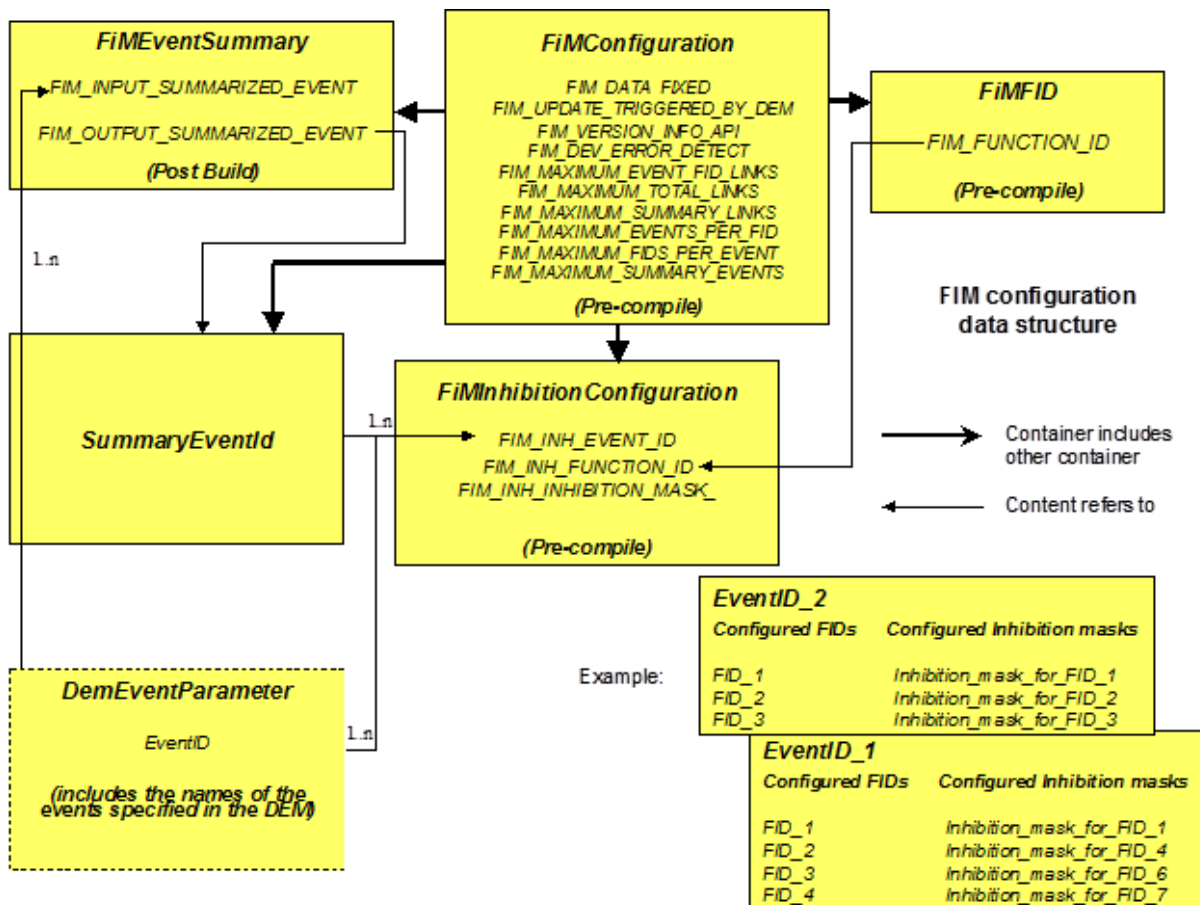 FiMEventSummary
FIM_INPUT_SUMMARIZED_EVENT
FIM_OUTPUT_SUMMARIZED_EVENT
(Post Build)
FiMConfiguration
FIM_DATA_FIXED
FIM_UPDATE_TRIGGERED_BY_DEM
FIM_VERSION_INFO_API
FIM_DEV_ERROR_DETECT
FIM_MAXIMUM_EVENT_FID_LINKS
FIM_MAXIMUM_TOTAL_LINKS
FIM_MAXIMUM_SUMMARY_LINKS
FIM_MAXIMUM_EVENTS_PER_FID
FIM_MAXIMUM_FIDS_PER_EVENT
FIM_MAXIMUM_SUMMARY_EVENTS
(Pre-compile)
FiMFID
FIM_FUNCTION_ID
(Pre-compile)
1..n
FIM configuration
data structure
SummaryEventId
1..n
FiMInhibitionConfiguration
FIM_INH_EVENT_ID
FIM_INH_FUNCTION_ID
FIM_INH_INHIBITION_MASK_
(Pre-compile)
Container includes
other container
Content refers to
DemEventParameter
EventID
(includes the names of the
events specified in the DEM)
1..n
Example:
EventID_2
Configured FIDs Configured Inhibition masks
FID_1 Inhibition_mask_for_FID_1
FID_2 Inhibition_mask_for_FID_2
FID_3 Inhibition_mask_for_FID_3
EventID_1
Configured FIDs Configured Inhibition masks
FID_1 Inhibition_mask_for_FID_1
FID_2 Inhibition_mask_for_FID_4
FID_3 Inhibition_mask_for_FID_6
FID_4 Inhibition_mask_for_FID_7